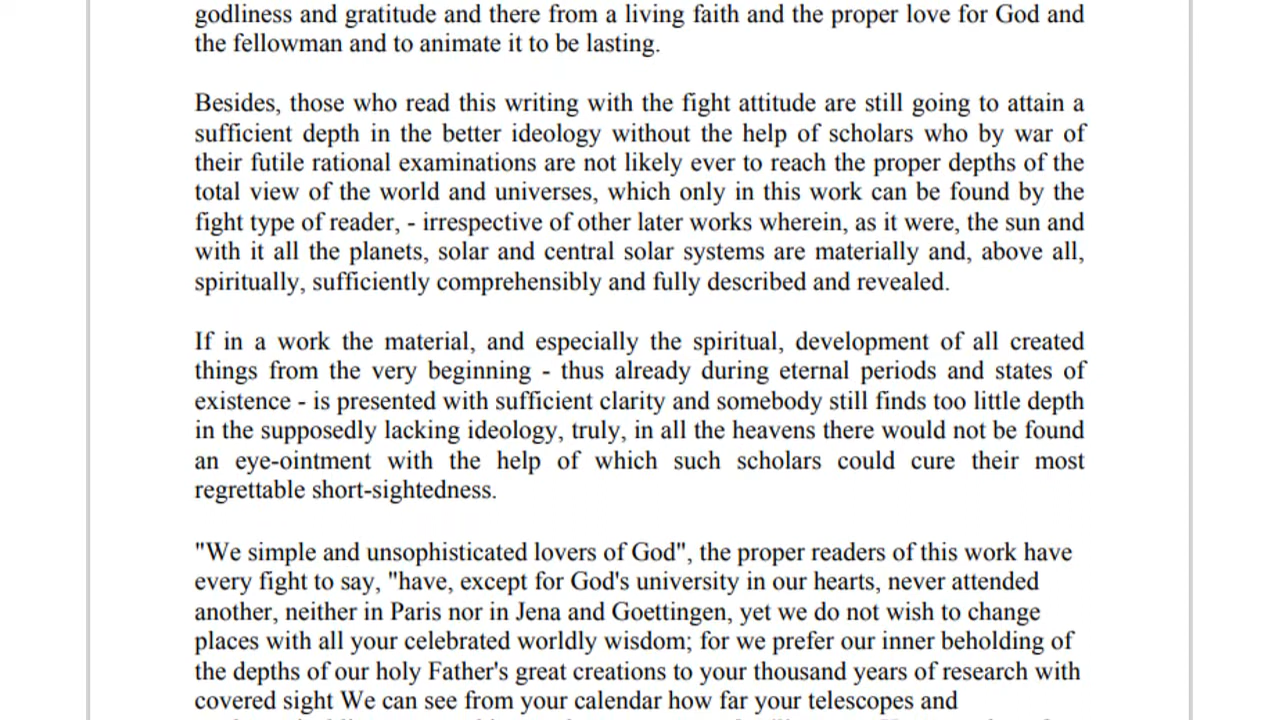 godliness and gratitude and there from a living faith and the proper love for God and
the fellowman and to animate it to be lasting.
Besides, those who read this writing with the fight attitude are still going to attain a
sufficient depth in the better ideology without the help of scholars who by war of
their futile rational examinations are not likely ever to reach the proper depths of the
total view of the world and universes, which only in this work can be found by the
fight type of reader, - irrespective of other later works wherein, as it were, the sun and
with it all the planets, solar and central solar systems are materially and, above all,
spiritually, sufficiently comprehensibly and fully described and revealed.
If in a work the material, and especially the spiritual, development of all created
things from the very beginning - thus already during eternal periods and states of
existence - is presented with sufficient clarity and somebody still finds too little depth
in the supposedly lacking ideology, truly, in all the heavens there would not be found
an eye-ointment with the help of which such scholars could cure their most
regrettable short-sightedness.
"We simple and unsophisticated lovers of God", the proper readers of this work have
every fight to say, "have, except for God's university in our hearts, never attended
another, neither in Paris nor in Jena and Goettingen, yet we do not wish to change
places with all your celebrated worldly wisdom; for we prefer our inner beholding of
the depths of our holy Father's great creations to your thousand years of research with
covered sight We can see from your calendar how far your telescopes and